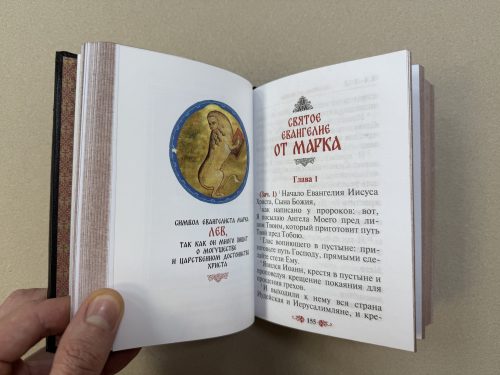 СИМВОЛ ЕВАНГЕЛИСТА МАРКА
ЛЕВ,
ТАК КАК ОН МНОГО ПИШЕТ
О МОГУЩЕСТВЕ
И ЦАРСТВЕННОМ ДОСТОИНСТВЕ
ХРИСТА
СВЯТОЕ
ЕВАНГЕЛИЕ
ОТ МАРКА
Глава 1
(Зач. 1) Начало Евангелия Иисуса
Христа, Сына Божия,
как написано у пророков: вот,
Я посылаю Ангела Моего пред ли-
цем Твоим, который приготовит путь
Твой пред Тобою.
Глас вопиющего в пустыне: при-
готовьте путь Господу, прямыми сде-
лайте стези Ему.
Явился Иоанн, крестя в пустыне и
проповедуя крещение покаяния для
прощения грехов.
И выходили к нему вся страна
Иудейская и Иерусалимляне, и кре-
155